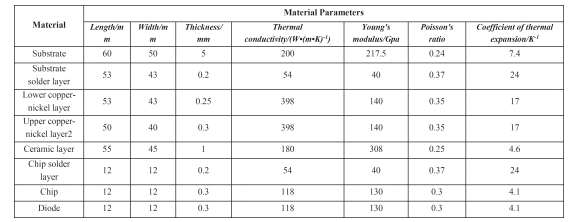 Material Parameters
Material
Length/m Width/m Thickness/ Thermal Young's Poisson's Coefficient of thermal
m m mm conductivity/(W•(m•K)-1) modulus/Gpa ratio expansion/K-1
Substrate 60 50 5 200 217.5 0.24 7.4
Substrate
solder layer 53 43 0.2 54 40 0.37 24
Lower copper-
nickel layer 53 43 0.25 398 140 0.35 17
Upper copper-
nickel layer2 50 40 0.3 398 140 0.35 17
Ceramic layer 55 45 1 180 308 0.25 4.6
Chip solder
layer 12 12 0.2 54 40 0.37 24
Chip 12 12 0.3 118 130 0.3 4.1
Diode 12 12 0.3 118 130 0.3 4.1